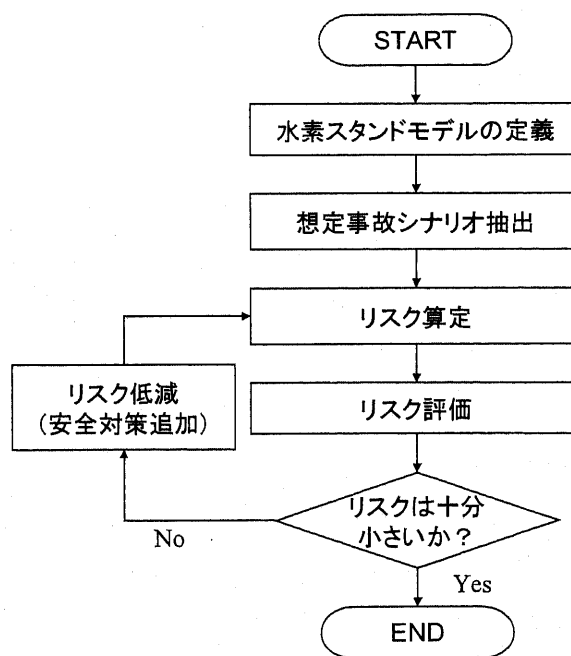 START
水素スタンドモデルの定義
想定事故シナリオ抽出
リスク算定
リスク低減
(安全対策追加)
リスク評価
リスクは十分
小さいか？
No
Yes
END